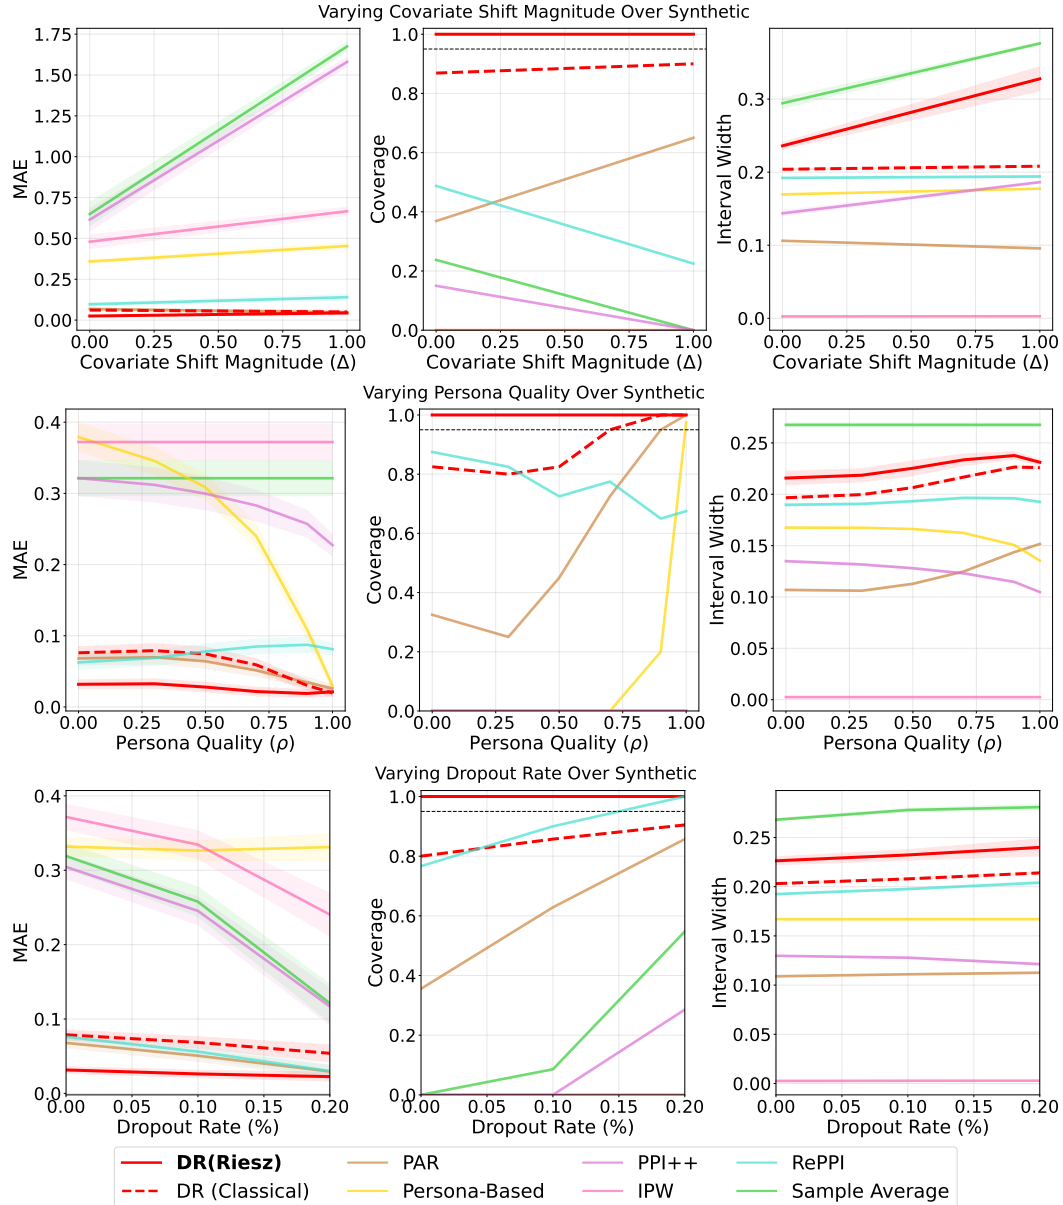 Varying Covariate Shift Magnitude Over Synthetic
MAE
1.75
1.50
1.25
1.00
0.75
0.50
0.25
0.00
0.00 0.25 0.50 0.75 1.00
Covariate Shift Magnitude (Δ)
Coverage
1.0
0.8
0.6
0.4
0.2
0.0
0.00 0.25 0.50 0.75 1.00
Covariate Shift Magnitude (Δ)
Interval Width
0.3
0.2
0.1
0.0
0.00 0.25 0.50 0.75 1.00
Covariate Shift Magnitude (Δ)
Varying Persona Quality Over Synthetic
MAE
0.4
0.3
0.2
0.1
0.0
0.00 0.25 0.50 0.75 1.00
Persona Quality (ρ)
Coverage
1.0
0.8
0.6
0.4
0.2
0.0
0.00 0.25 0.50 0.75 1.00
Persona Quality (ρ)
Interval Width
0.25
0.20
0.15
0.10
0.05
0.00
0.00 0.25 0.50 0.75 1.00
Persona Quality (ρ)
Varying Dropout Rate Over Synthetic
MAE
0.4
0.3
0.2
0.1
0.0
0.00 0.05 0.10 0.15 0.20
Dropout Rate (%)
Coverage
1.0
0.8
0.6
0.4
0.2
0.0
0.00 0.05 0.10 0.15 0.20
Dropout Rate (%)
Interval Width
0.25
0.20
0.15
0.10
0.05
0.00
0.00 0.05 0.10 0.15 0.20
Dropout Rate (%)
DR(Riesz) PAR PPI++ RePPI
DR (Classical) Persona-Based IPW Sample Average